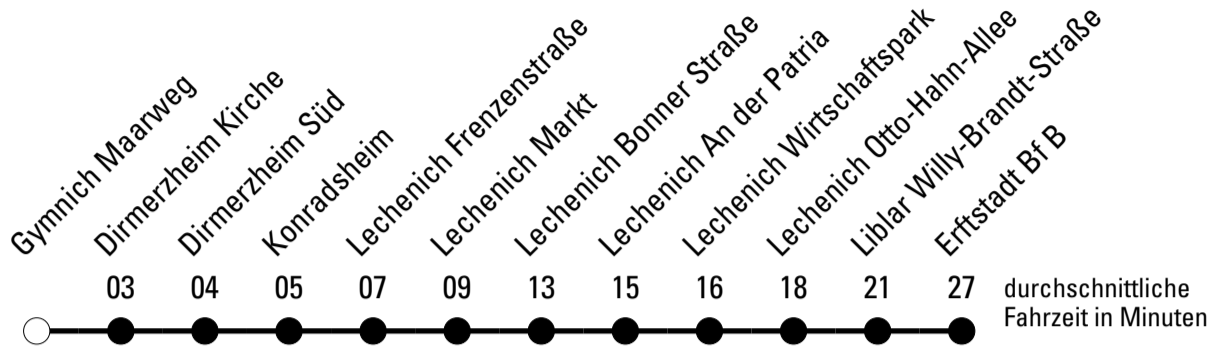 Gymnich Maarweg
Dirmerzheim Kirche
Dirmerzheim Süd
Konradsheim
Lechenich Frenzenstraße
Lechenich Markt
Lechenich Bonner Straße
Lechenich An der Patria
Lechenich Wirtschaftspark
Lechenich Otto-Hahn-Allee
Liblar Willy-Brandt-Straße
Erftstadt Bf B
03 04 05 07 09 13 15 16 18 21 27 durchschnittliche
Fahrzeit in Minuten